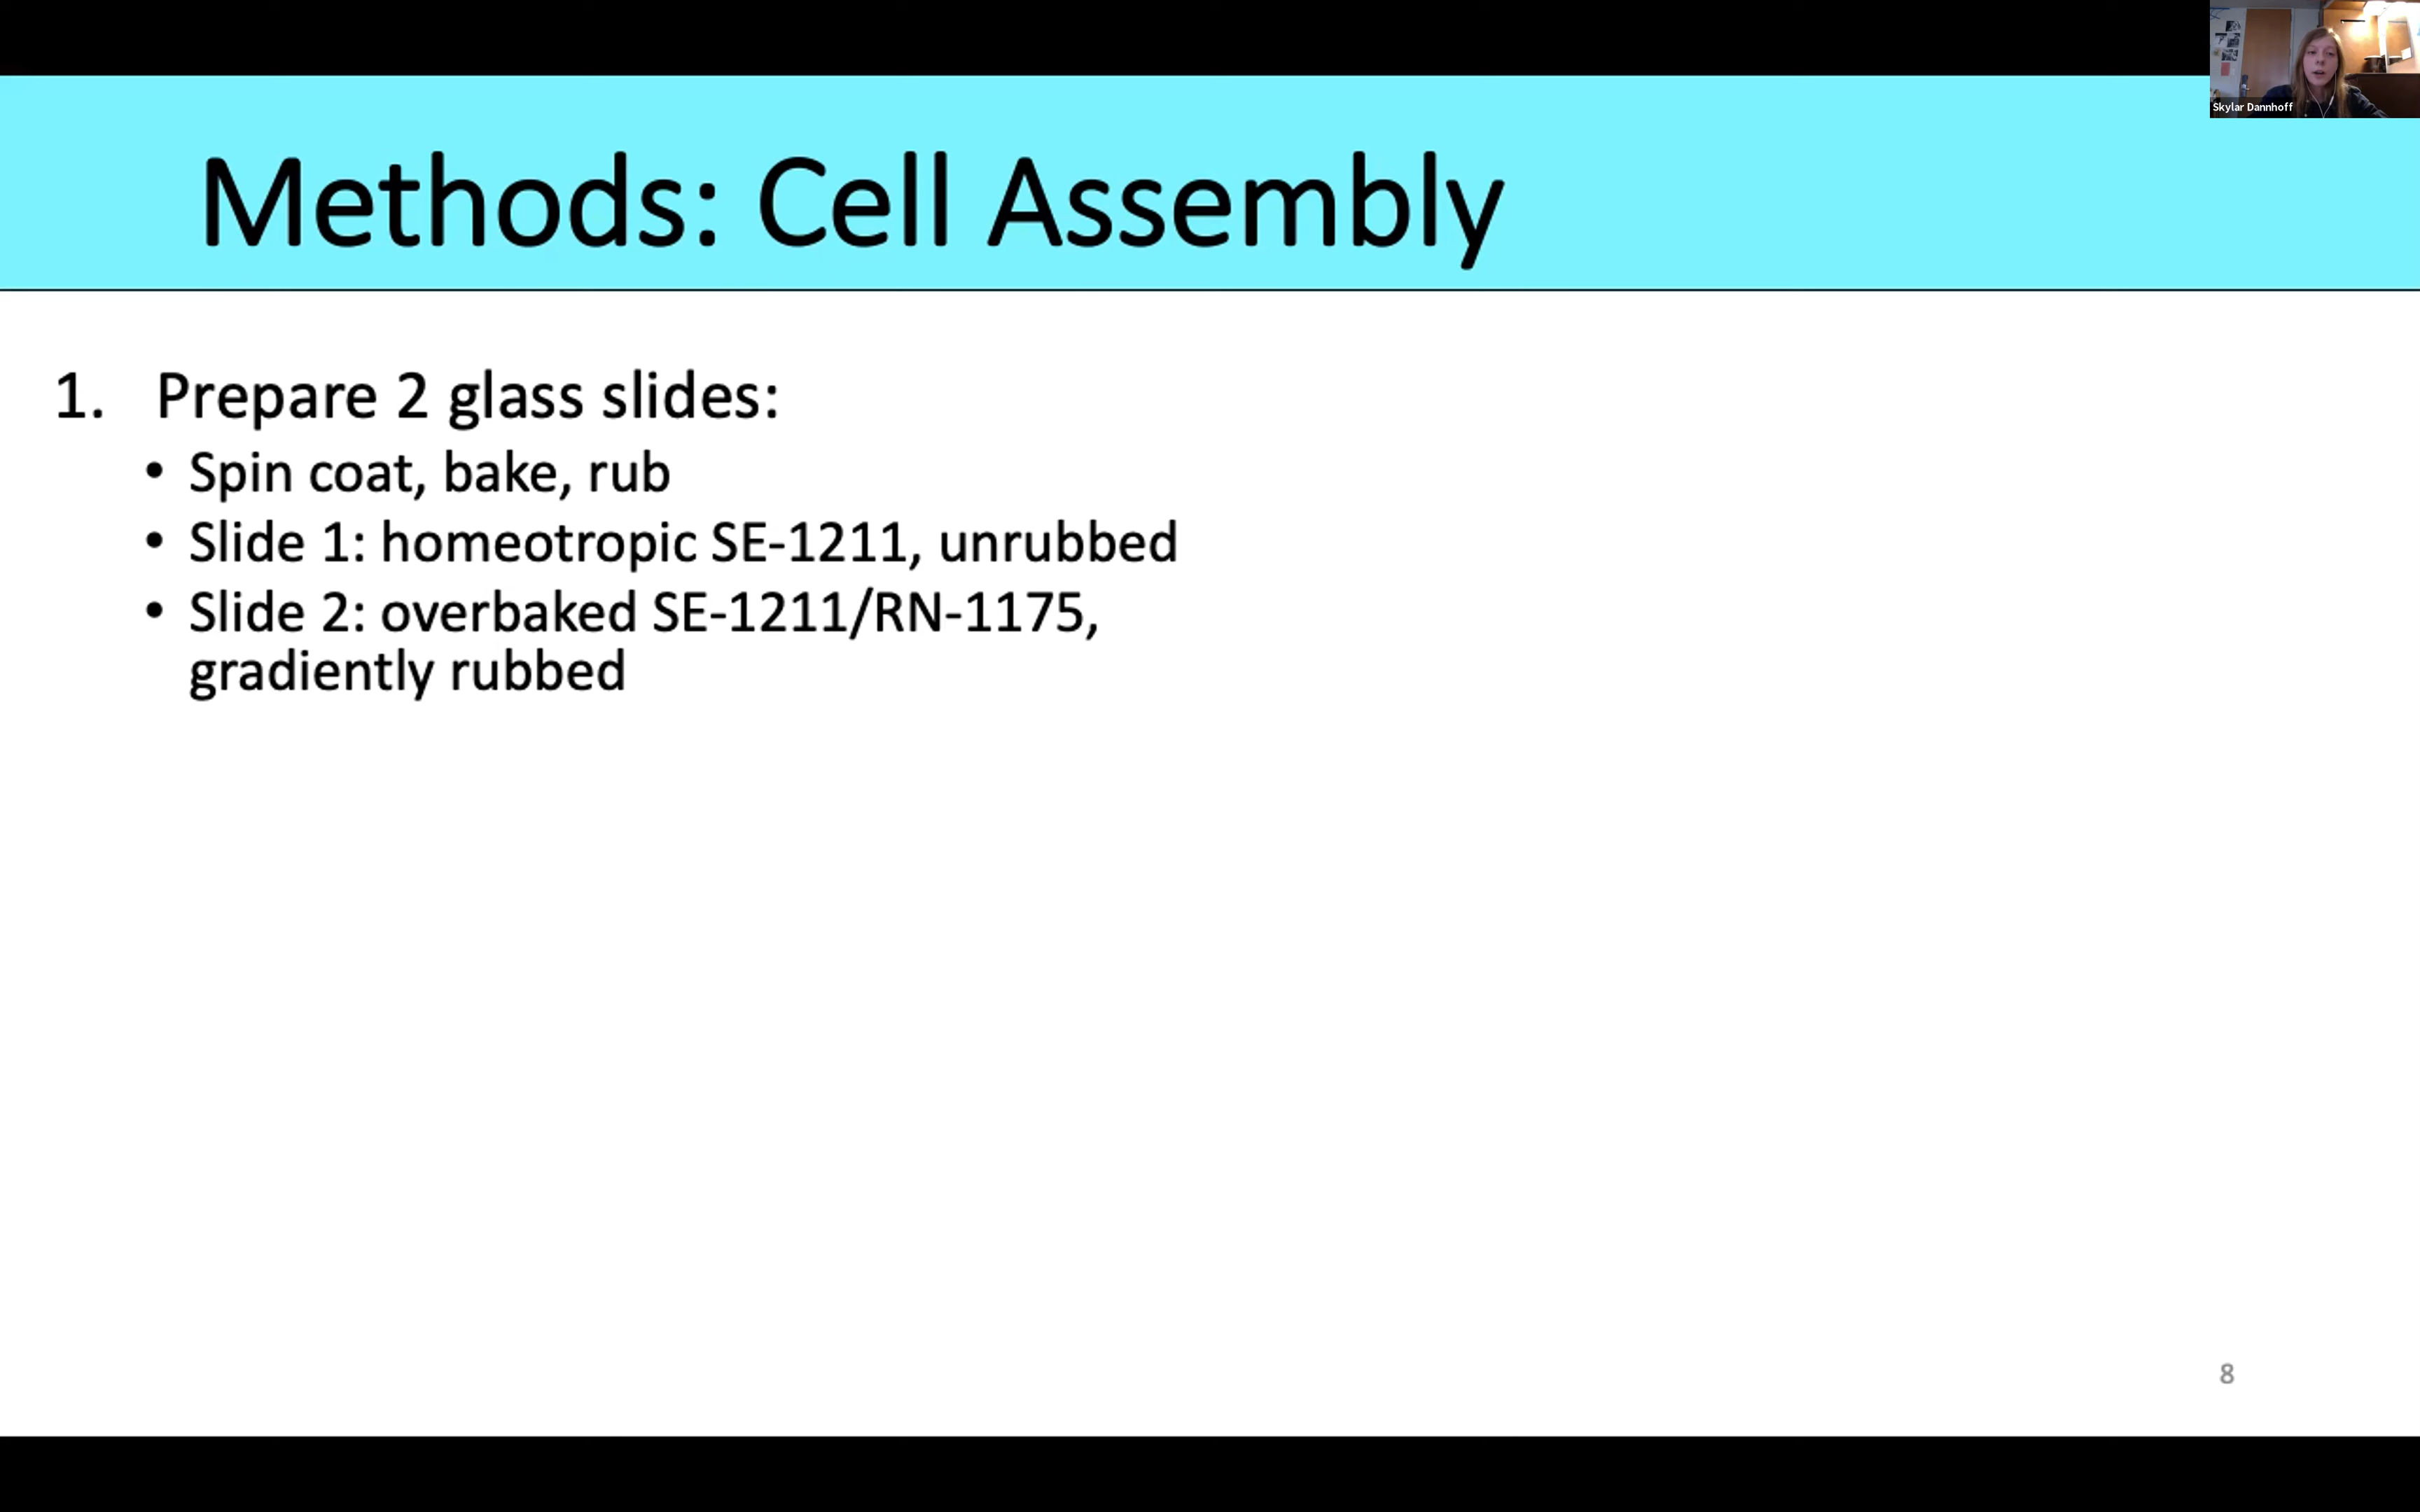 Skylar Dannhoff
Methods: Cell Assembly
1. Prepare 2 glass slides:
• Spin coat, bake, rub
• Slide 1: homeotropic SE-1211, unrubbed
• Slide 2: overbaked SE-1211/RN-1175,
gradiently rubbed
8